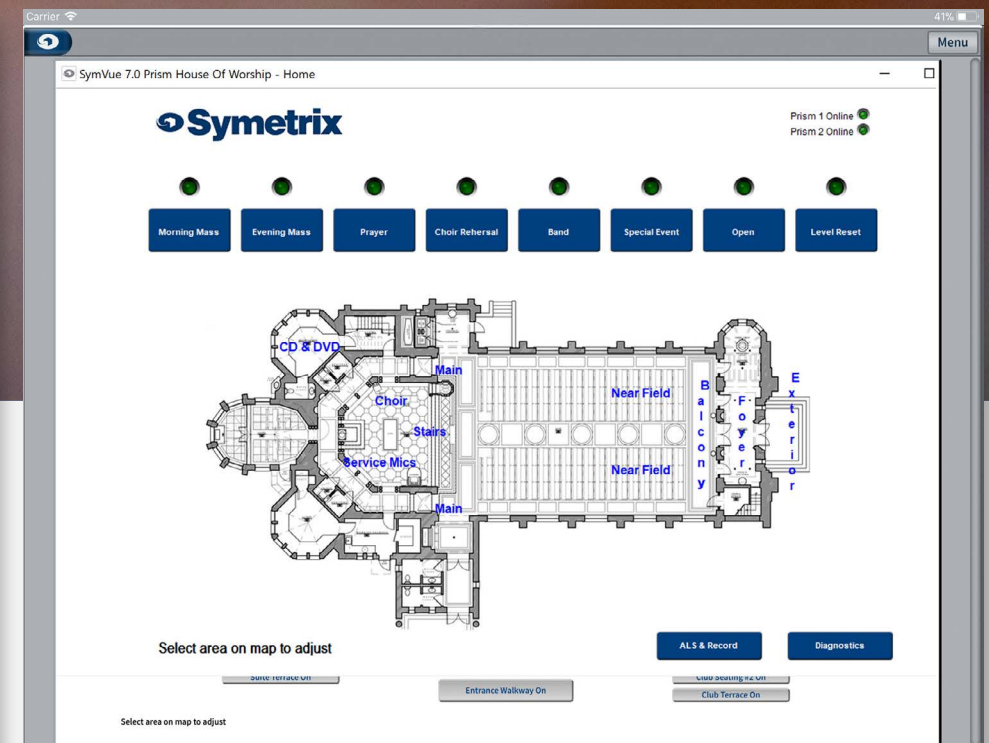 Carrier
41%
Menu
SymVue 7.0 Prism House Of Worship - Home
Symetrix
Prism 1 Online
Prism 2 Online
Morning Mass
Evening Mass
Prayer
Choir Rehersal
Band
Special Event
Open
Level Reset
CD & DVD
Main
Choir
Near Field
Balcony
Foyer
Exterior
Stairs
Service Mics
Near Field
Main
Select area on map to adjust
ALS & Record
Diagnostics
Suite Terrace On
Entrance Walkway On
Club Seating #2 On
Club Terrace On
Select area on map to adjust